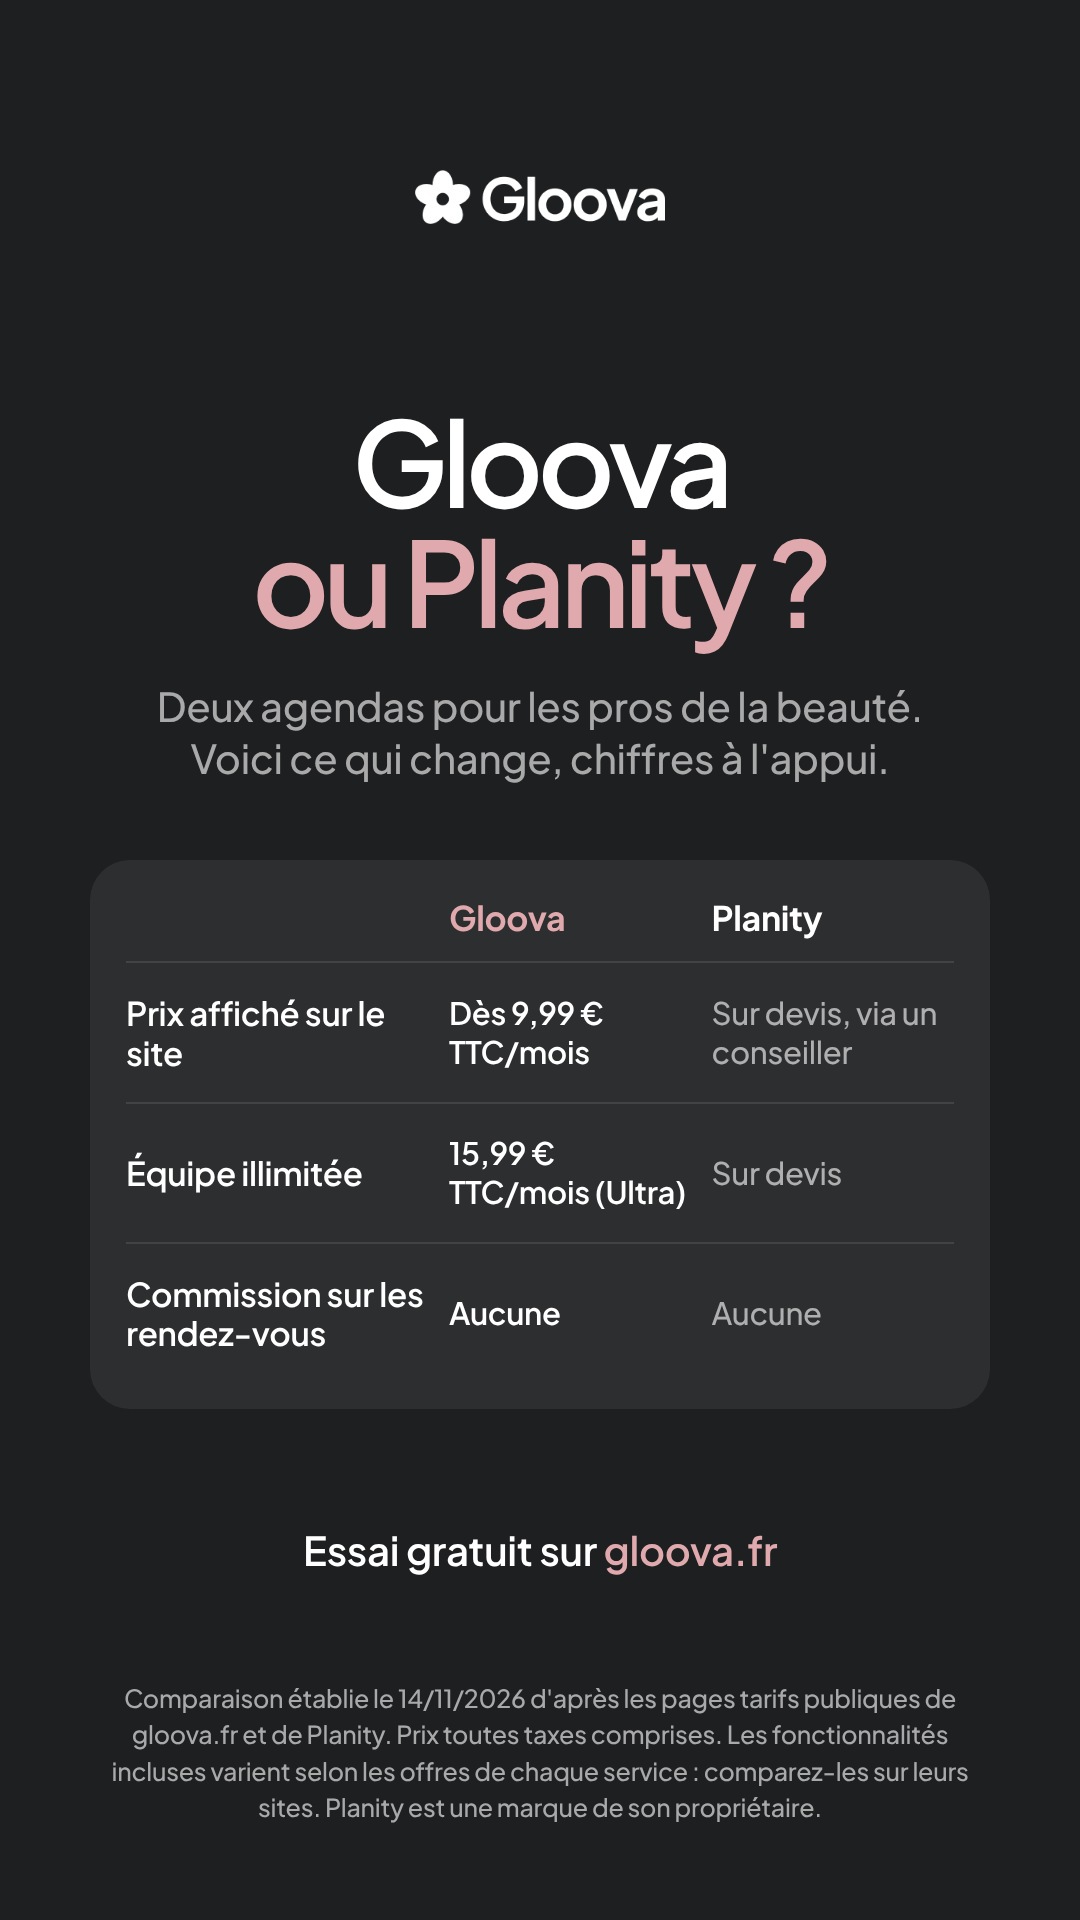 Gloova
Gloova
ou Planity ?
Deux agendas pour les pros de la beauté.
Voici ce qui change, chiffres à l'appui.
Gloova Planity
Prix affiché sur le
site
Dès 9,99 €
TTC/mois
Sur devis, via un
conseiller
Équipe illimitée
15,99 €
TTC/mois (Ultra)
Sur devis
Commission sur les
rendez-vous
Aucune
Aucune
Essai gratuit sur gloova.fr
Comparaison établie le 14/11/2026 d'après les pages tarifs publiques de
gloova.fr et de Planity. Prix toutes taxes comprises. Les fonctionnalités
incluses varient selon les offres de chaque service : comparez-les sur leurs
sites. Planity est une marque de son propriétaire.